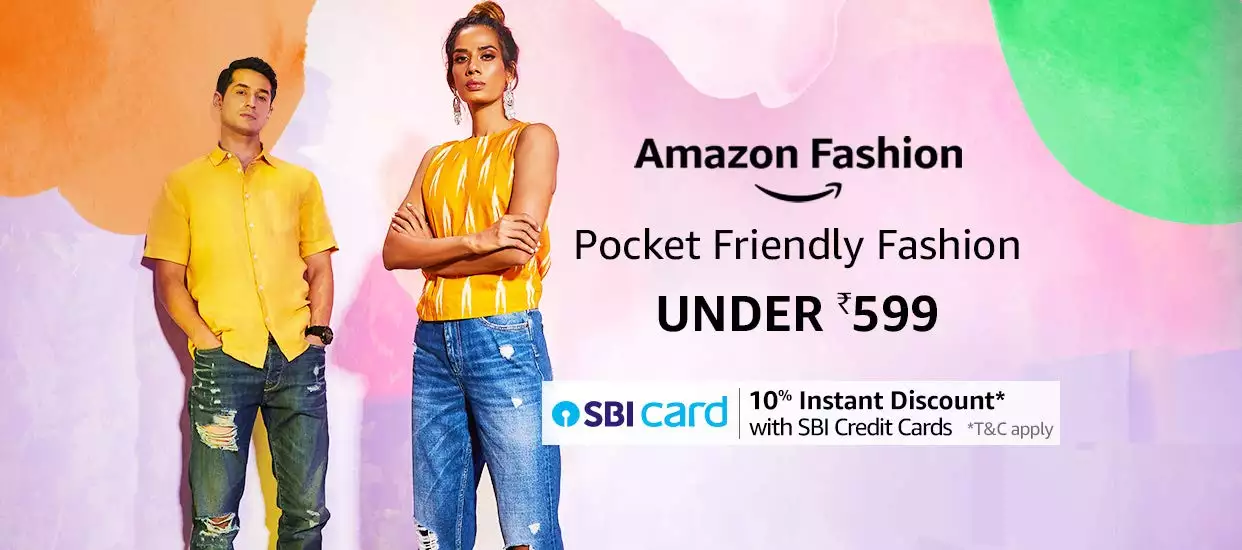 Amazon Fashion
Pocket Friendly Fashion
UNDER ₹599
SBI card
10% Instant Discount*
with SBI Credit Cards *T&C apply